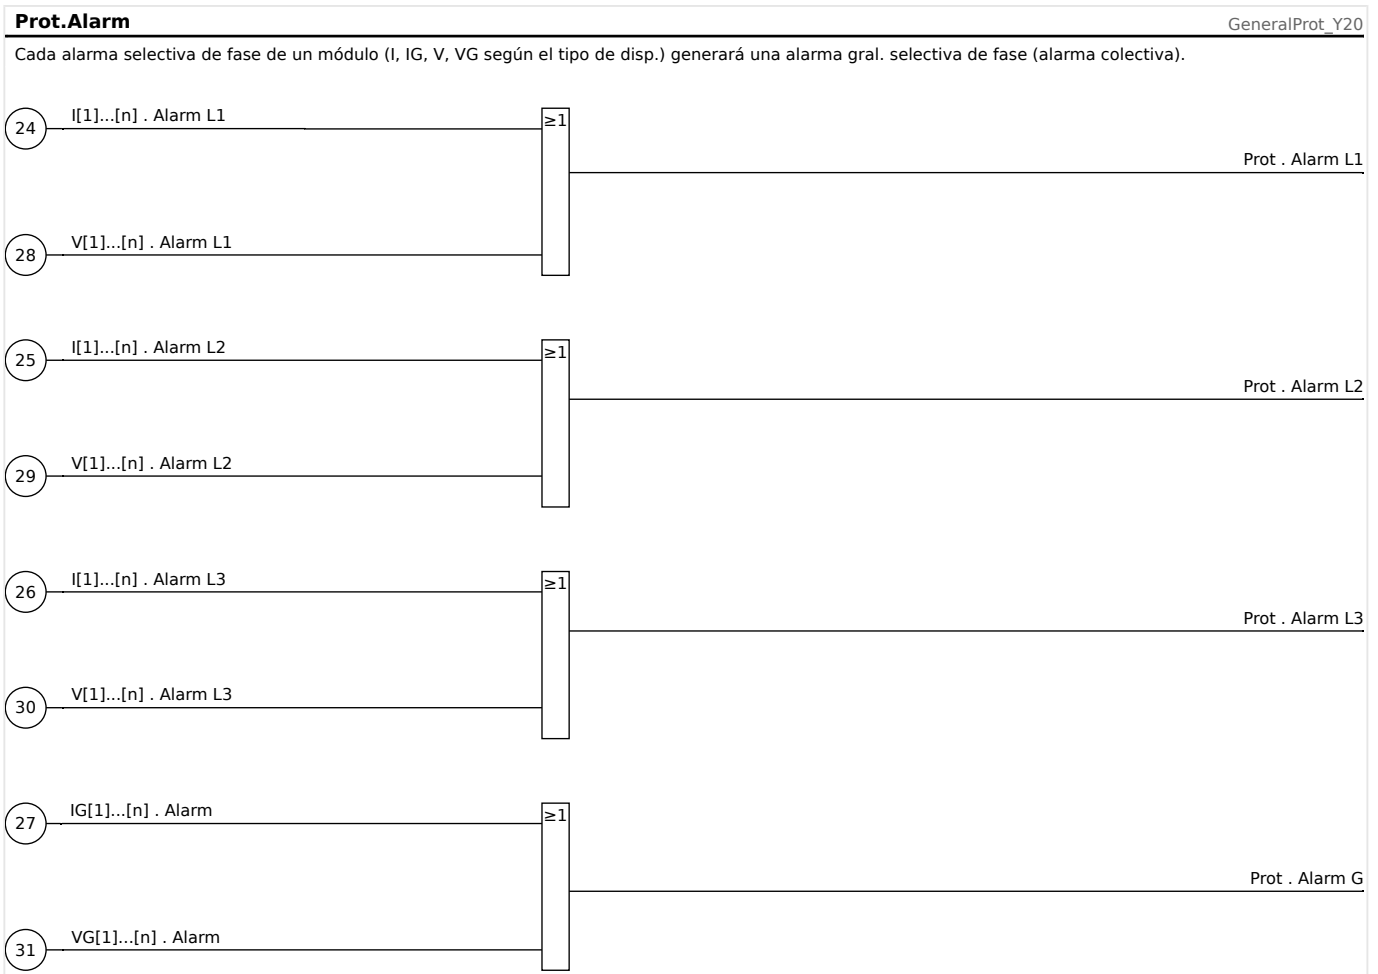 Prot.Alarm
GeneralProt_Y20
Cada alarma selectiva de fase de un módulo (I, IG, V, VG según el tipo de disp.) generará una alarma gral. selectiva de fase (alarma colectiva).
24
I[1]...[n] . Alarm L1
≥1
Prot . Alarm L1
28
V[1]...[n] . Alarm L1
25
I[1]...[n] . Alarm L2
≥1
Prot . Alarm L2
29
V[1]...[n] . Alarm L2
26
I[1]...[n] . Alarm L3
≥1
Prot . Alarm L3
30
V[1]...[n] . Alarm L3
27
IG[1]...[n] . Alarm
≥1
Prot . Alarm G
31
VG[1]...[n] . Alarm